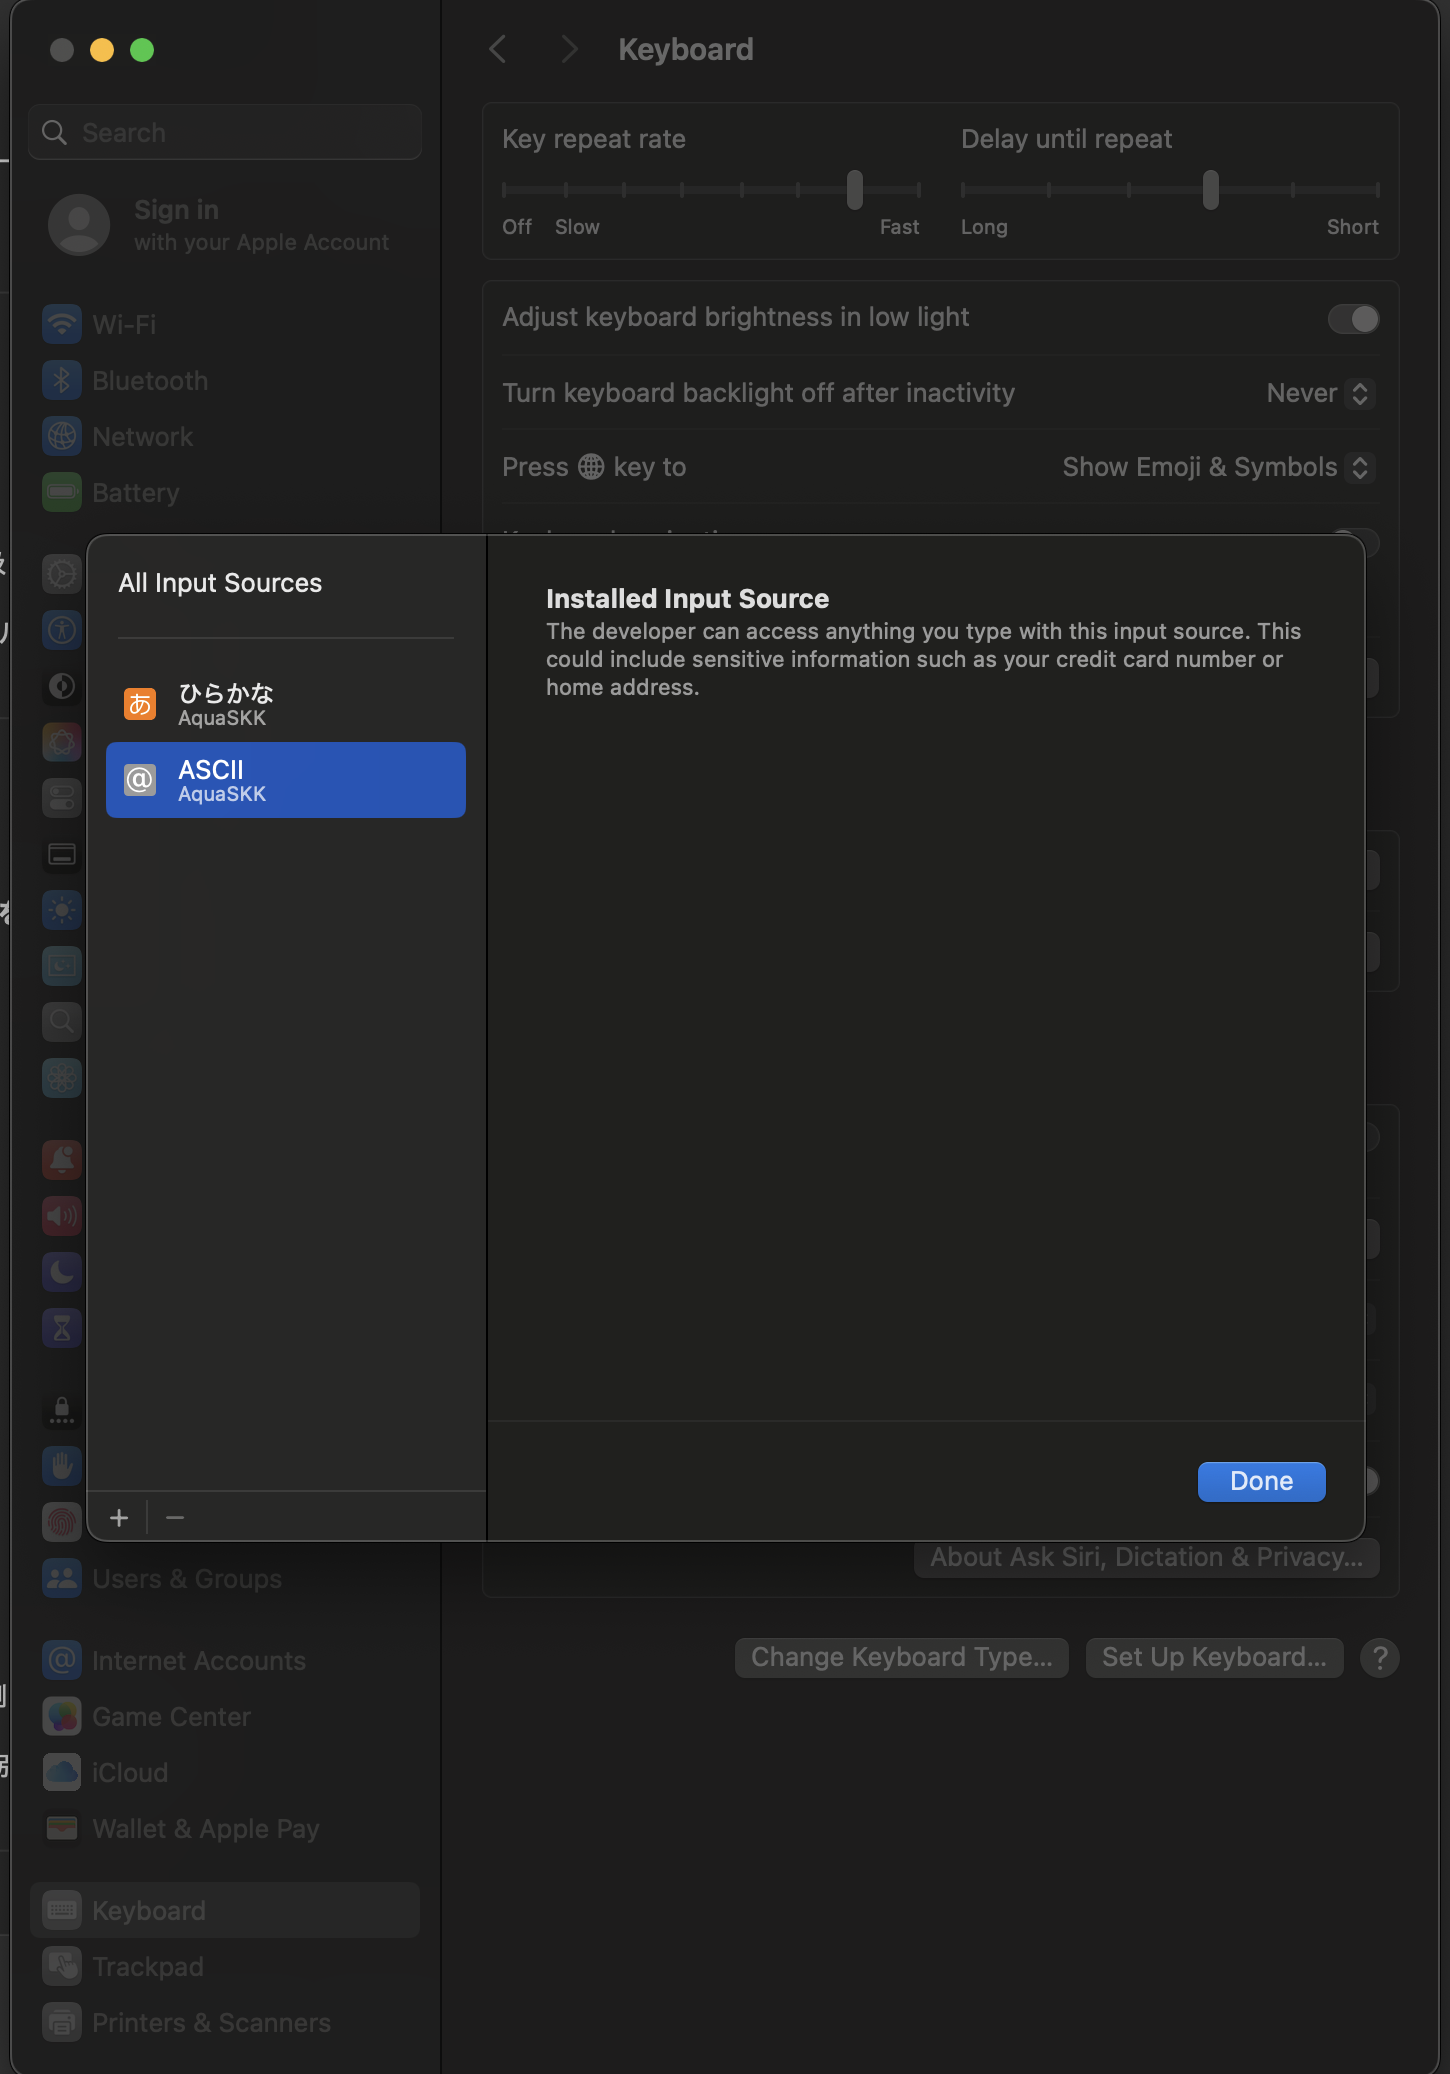 Keyboard
Search
Sign in
with your Apple Account
Wi-Fi
Bluetooth
Network
Battery
Key repeat rate
Delay until repeat
Off Slow Fast
Long Short
Adjust keyboard brightness in low light
Turn keyboard backlight off after inactivity Never
Press key to Show Emoji & Symbols
All Input Sources
あ ひらかな
AquaSKK
@ ASCII
AquaSKK
Installed Input Source
The developer can access anything you type with this input source. This
could include sensitive information such as your credit card number or
home address.
+ −
Done
About Ask Siri, Dictation & Privacy...
Change Keyboard Type... Set Up Keyboard... ?
Users & Groups
Internet Accounts
Game Center
iCloud
Wallet & Apple Pay
Keyboard
Trackpad
Printers & Scanners